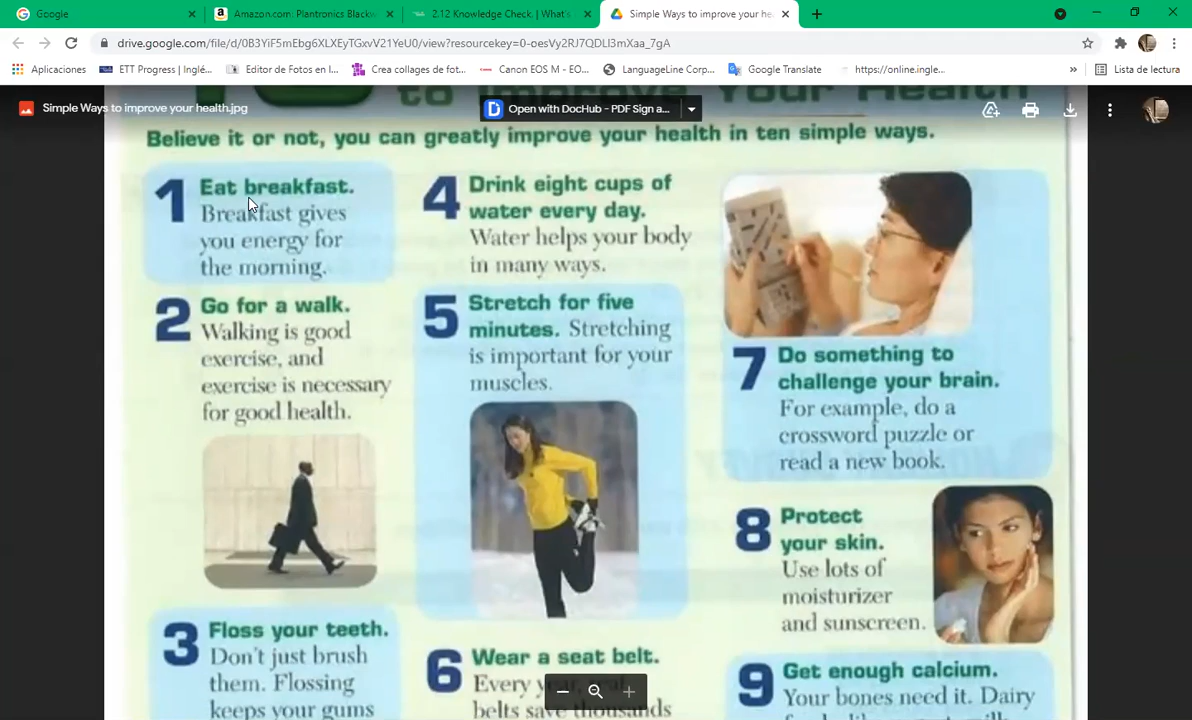 Google
Amazon.com: Plantronics Blackw
2.12 Knowledge Check. | What's
Simple Ways to improve your hea
drive.google.com/file/d/0B3YiF5mEbg6XLXEyTGxvV21YeU0/view?resourcekey=0-oesVy2RJ7QDLl3mXaa_7gA
Aplicaciones
ETT Progress | Inglé...
Editor de Fotos en l...
Crea collages de fot...
Canon EOS M - EO...
LanguageLine Corp...
Google Translate
https://online.ingle...
»
Lista de lectura
Simple Ways to improve your health.jpg
Open with DocHub - PDF Sign a...
to Improve Your Health
Believe it or not, you can greatly improve your health in ten simple ways.
1 Eat breakfast.
Breakfast gives
you energy for
the morning.
2 Go for a walk.
Walking is good
exercise, and
exercise is necessary
for good health.
3 Floss your teeth.
Don't just brush
them. Flossing
keeps your gums
4 Drink eight cups of
water every day.
Water helps your body
in many ways.
5 Stretch for five
minutes. Stretching
is important for your
muscles.
6 Wear a seat belt.
Every
belts save thousands
7 Do something to
challenge your brain.
For example, do a
crossword puzzle or
read a new book.
8 Protect
your skin.
Use lots of
moisturizer
and sunscreen.
9 Get enough calcium.
Your bones need it. Dairy